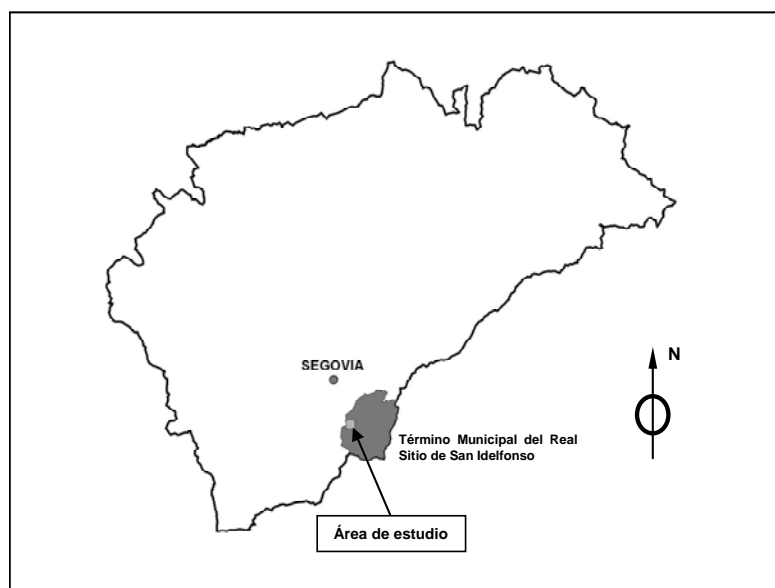 SEGOVIA
N
Término Municipal del Real
Sitio de San Idelfonso
Área de estudio